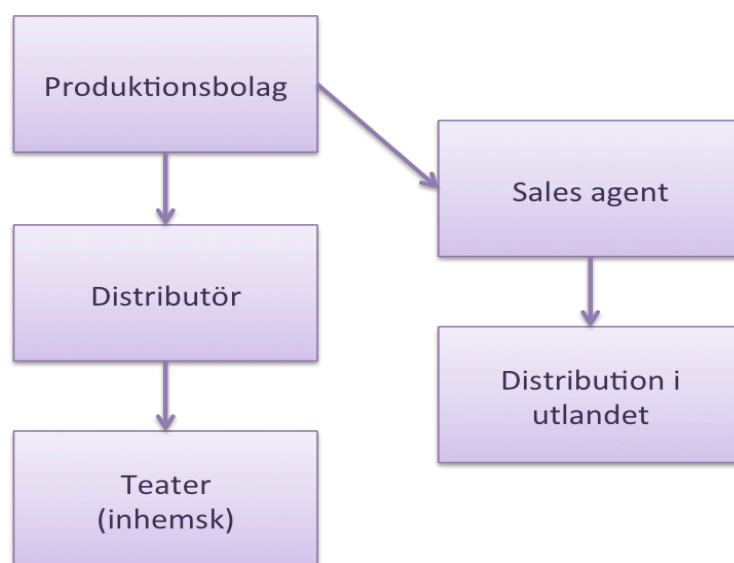 Produktionsbolag
Sales agent
Distributör
Distribution i
utlandet
Teater
(inhemsk)